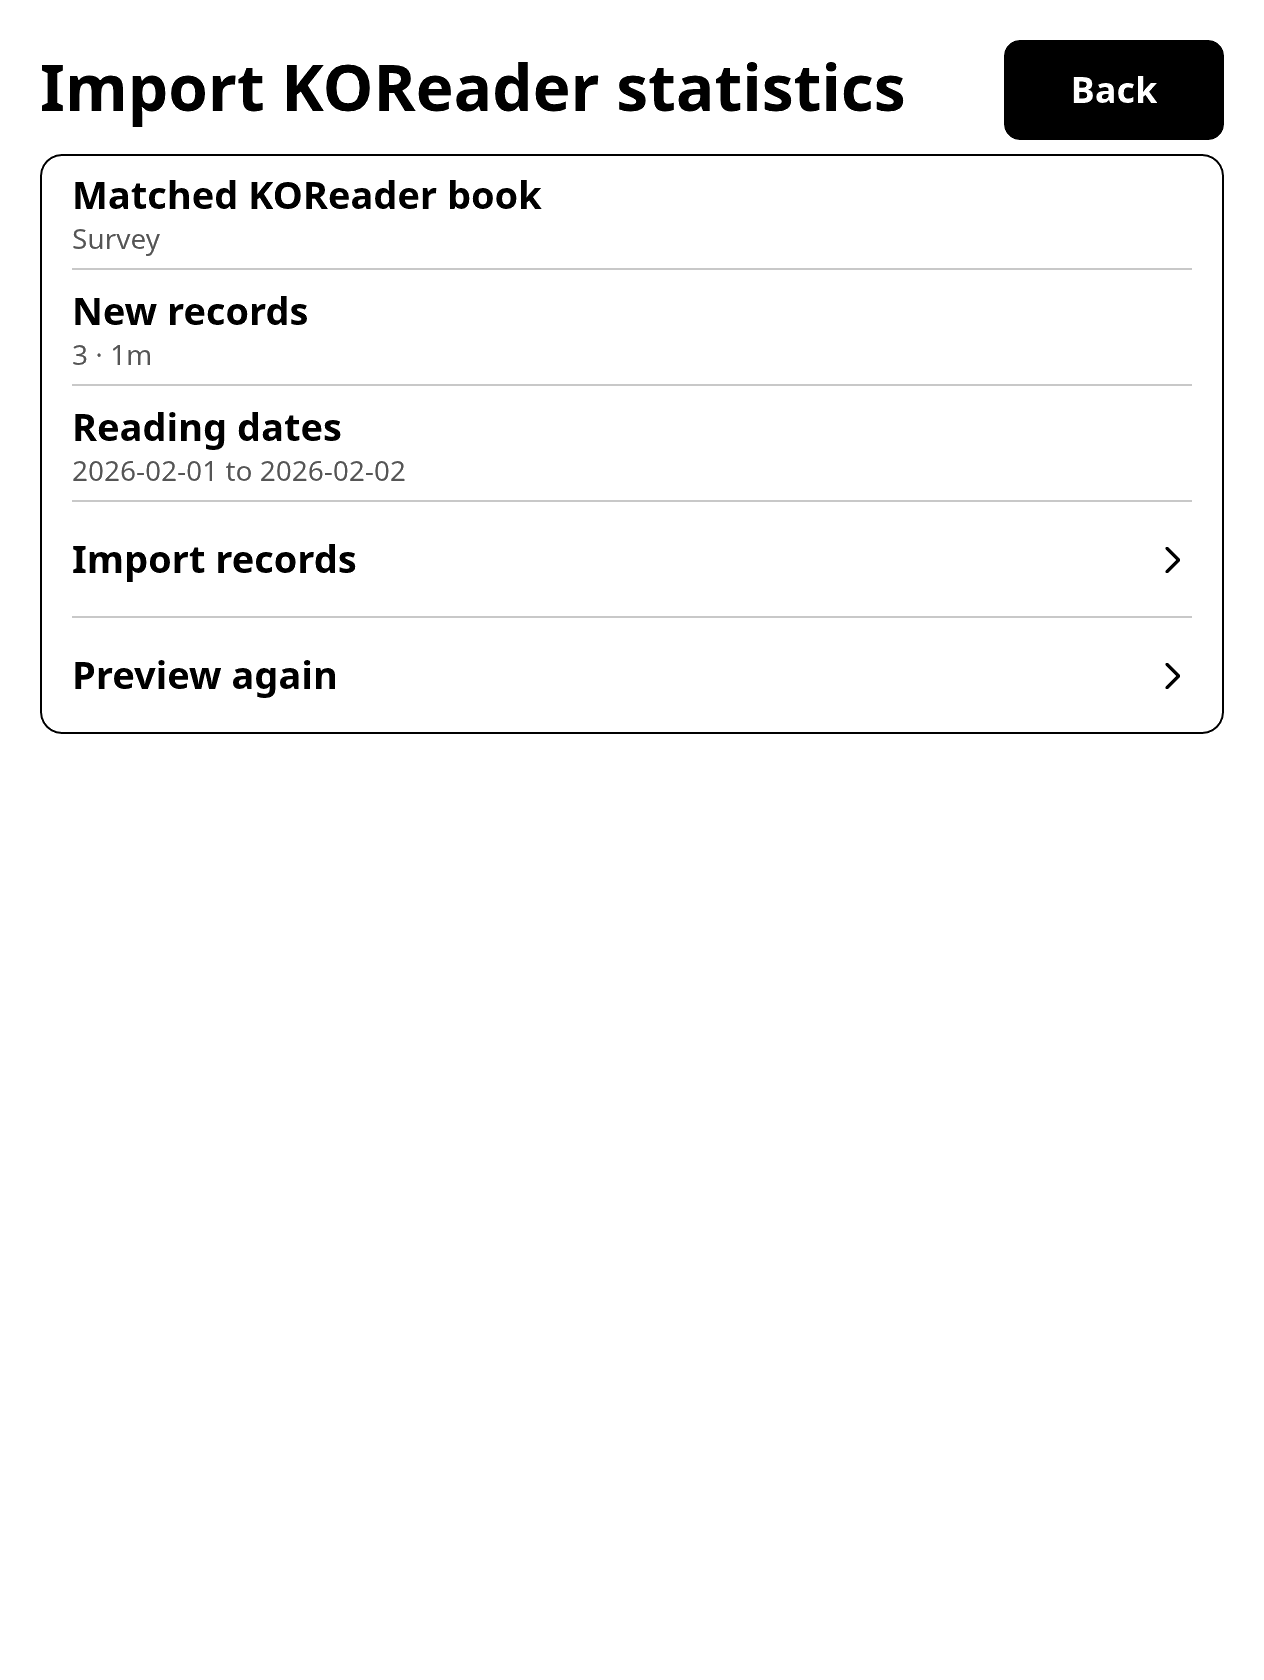 Import KOReader statistics
Back
Matched KOReader book
Survey
New records
3 · 1m
Reading dates
2026-02-01 to 2026-02-02
Import records
Preview again